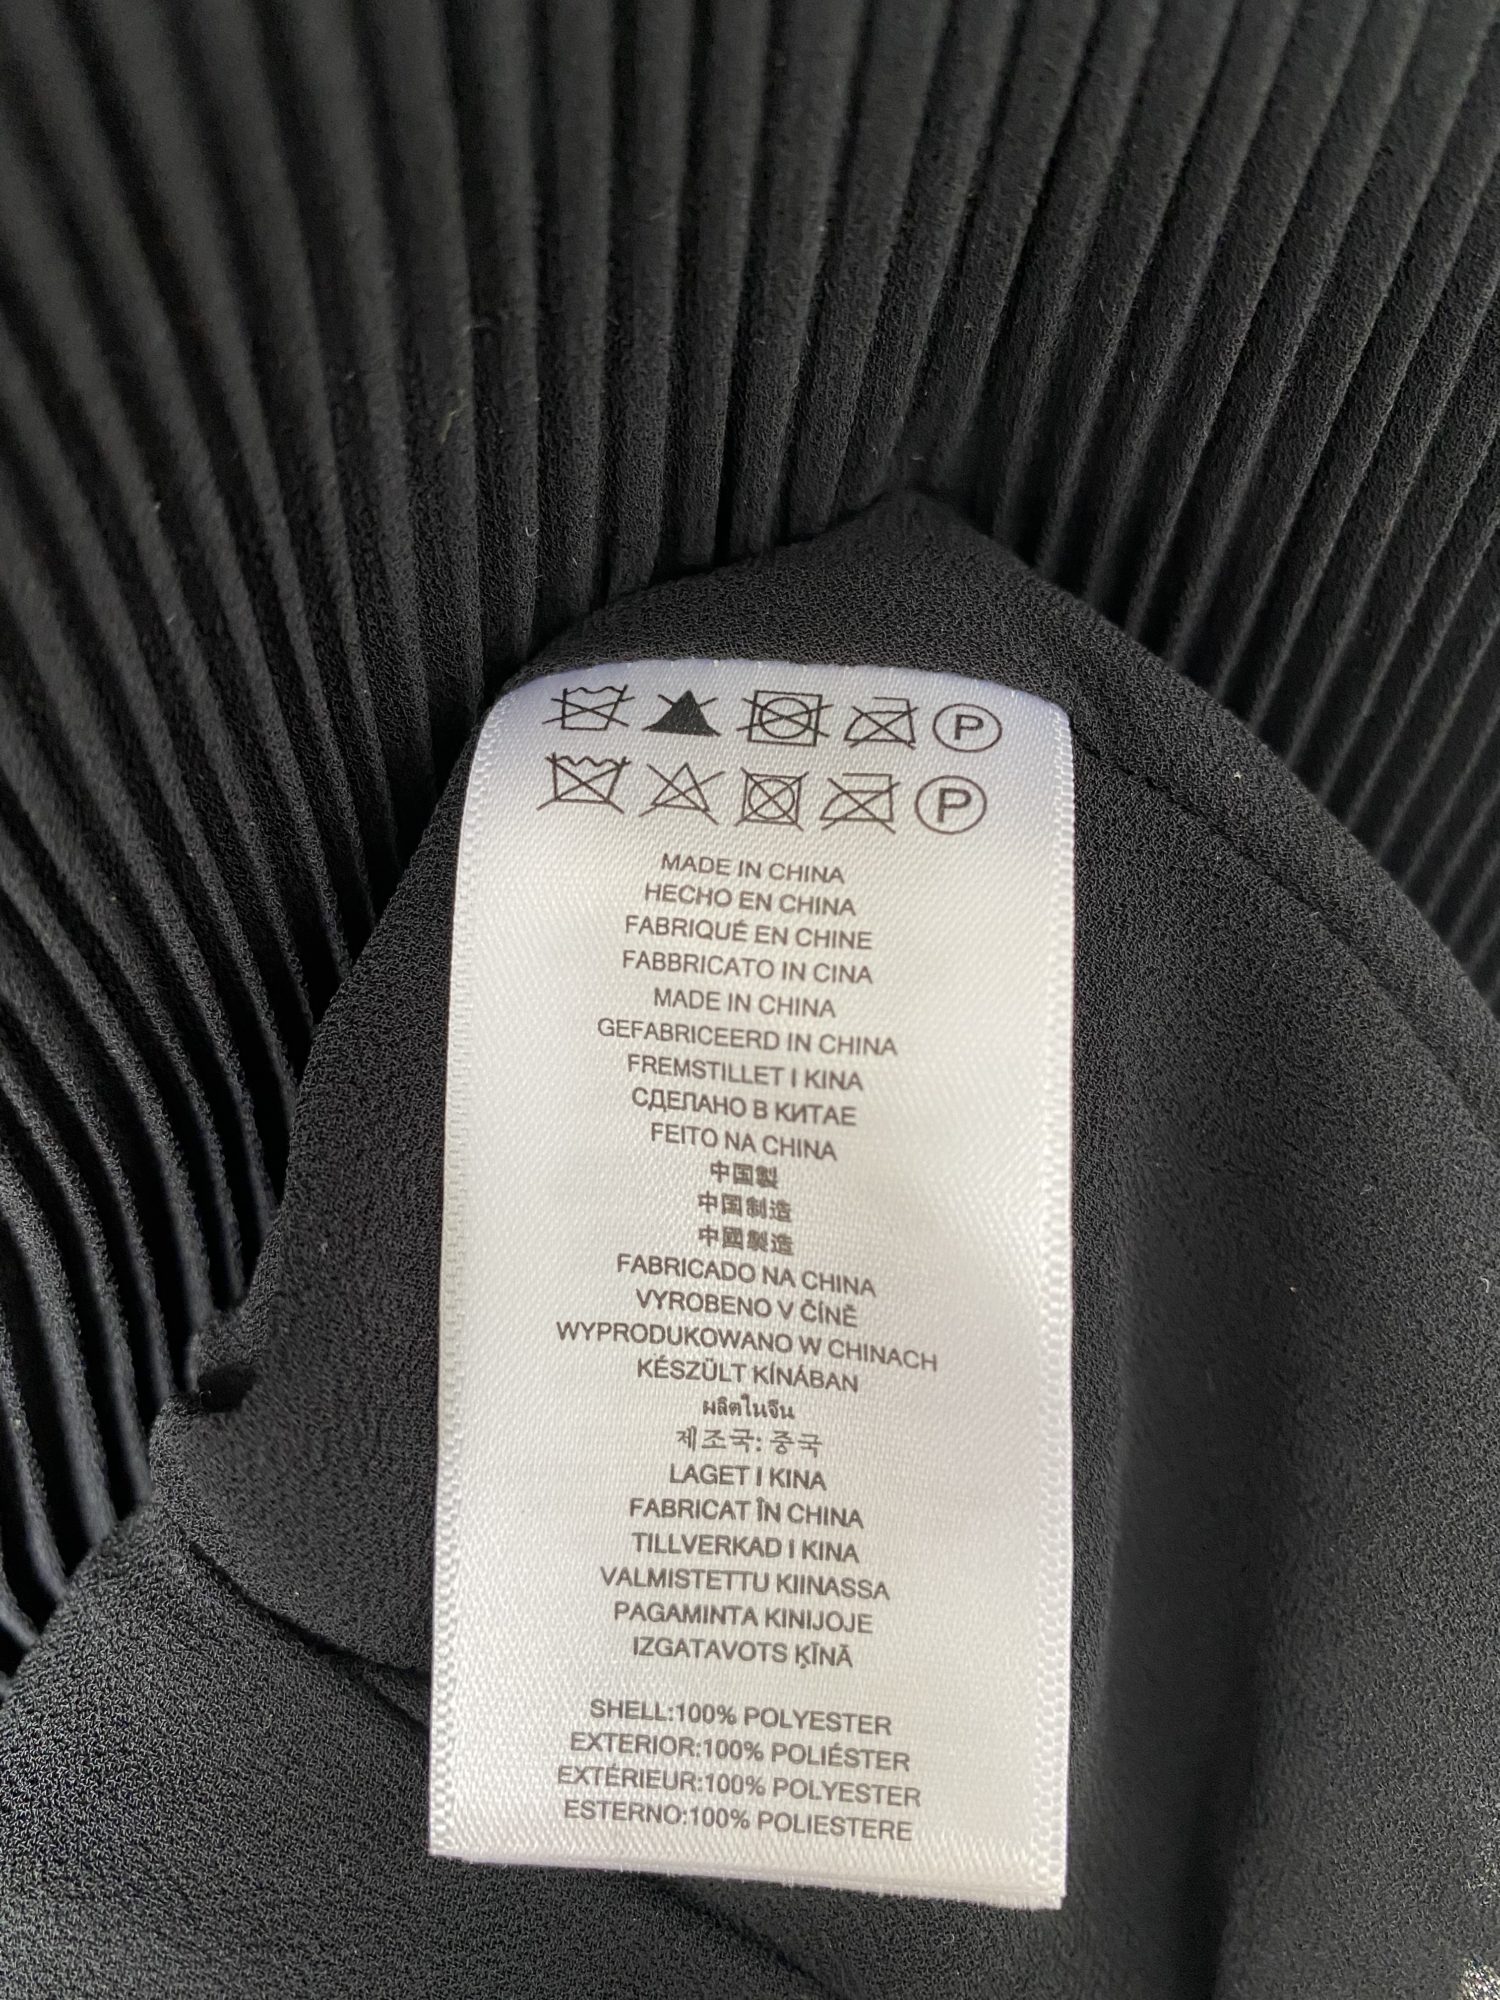 P
P
MADE IN CHINA
HECHO EN CHINA
FABRIQUÉ EN CHINE
FABBRICATO IN CINA
MADE IN CHINA
GEFABRICEERD IN CHINA
FREMSTILLET I KINA
СДЕЛАНО В КИТАЕ
FEITO NA CHINA
中国製
中国制造
中國製造
FABRICADO NA CHINA
VYROBENO V ČÍNĚ
WYPRODUKOWANO W CHINACH
KÉSZÜLT KÍNÁBAN
ผลิตในจีน
제조국: 중국
LAGET I KINA
FABRICAT ÎN CHINA
TILLVERKAD I KINA
VALMISTETTU KIINASSA
PAGAMINTA KINIJOJE
IZGATAVOTS ĶĪNĀ
SHELL:100% POLYESTER
EXTERIOR:100% POLIÉSTER
EXTÉRIEUR:100% POLYESTER
ESTERNO:100% POLIESTERE